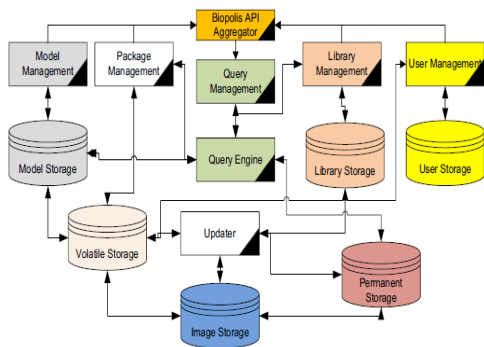 Biopolis API
Aggregator
Model
Management
Package
Management
Query
Management
Library
Management
User Management
Query Engine
Model Storage
Library Storage
User Storage
Volatile Storage
Updater
Permanent
Storage
Image Storage